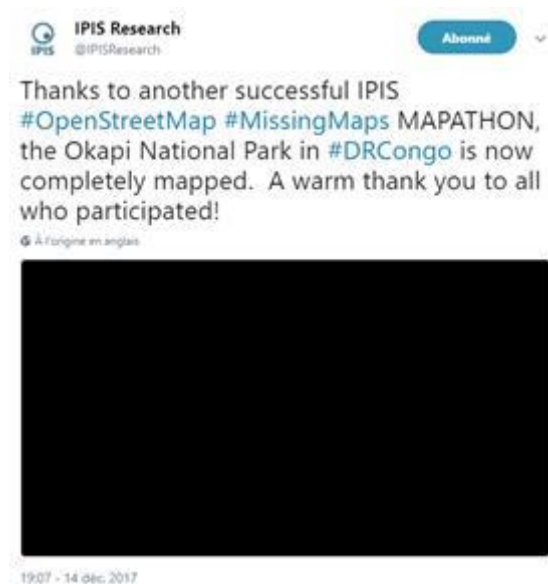 IPIS Research
IPIS
@IPISResearch
Abonné
Thanks to another successful IPIS
#OpenStreetMap #MissingMaps MAPATHON,
the Okapi National Park in #DRCongo is now
completely mapped.  A warm thank you to all
who participated!
À l'origine en anglais
19:07 - 14 déc. 2017